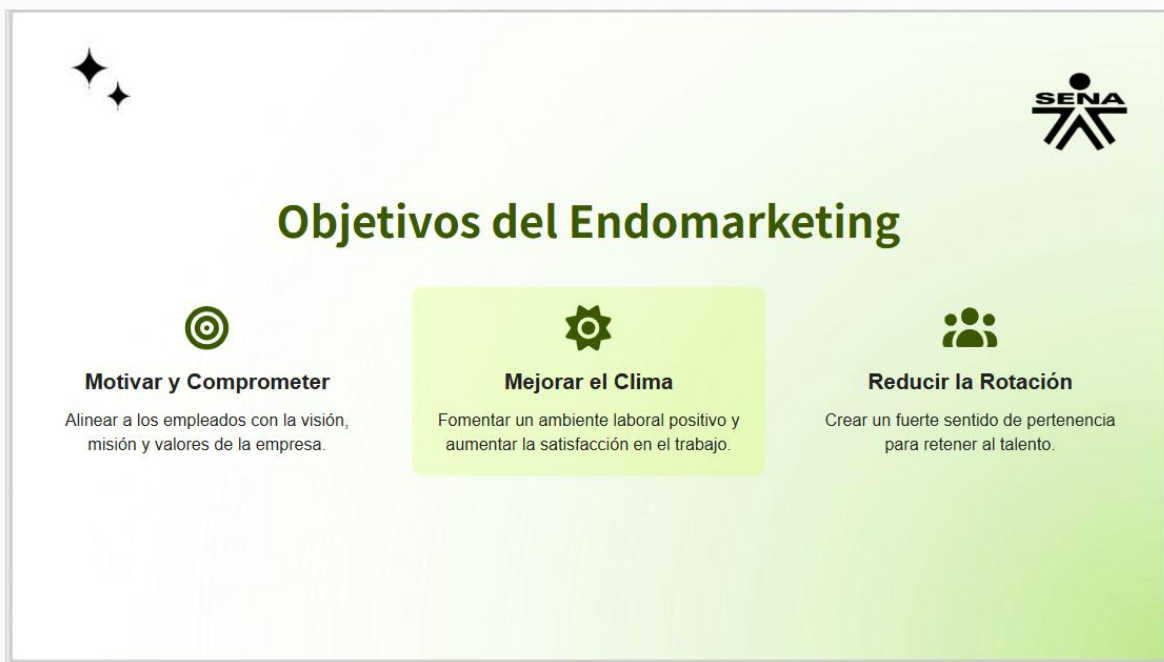 SENA
Objetivos del Endomarketing
Motivar y Comprometer
Alinear a los empleados con la visión,
misión y valores de la empresa.
Mejorar el Clima
Fomentar un ambiente laboral positivo y
aumentar la satisfacción en el trabajo.
Reducir la Rotación
Crear un fuerte sentido de pertenencia
para retener al talento.